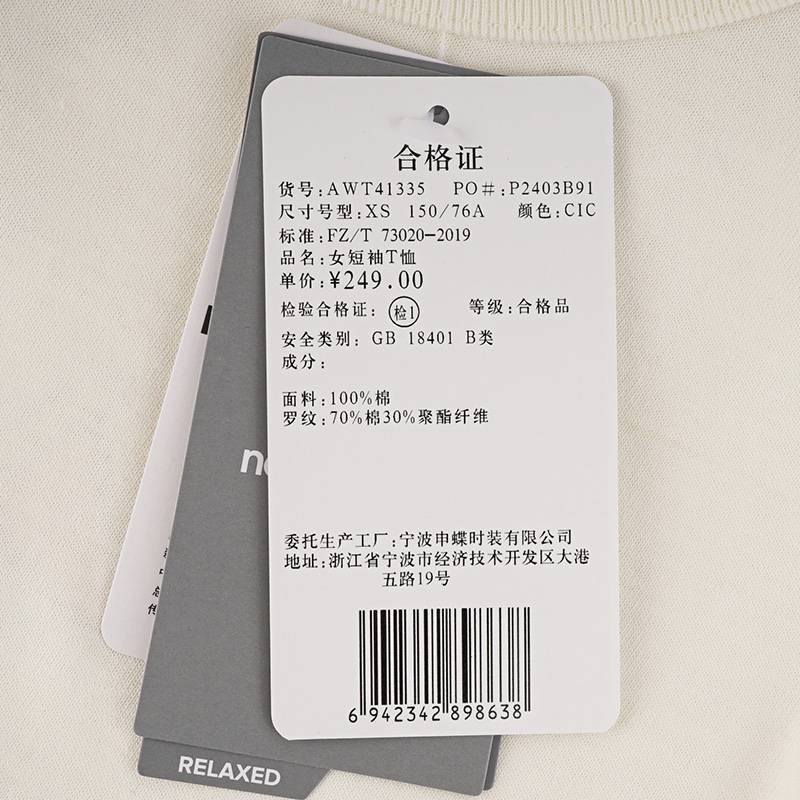 合格证
货号:AWT41335 PO#:P2403B91
尺寸号型:XS 150/76A 颜色:CIC
标准:FZ/T 73020-2019
品名:女短袖T恤
单价:¥249.00
检验合格证: 检1 等级:合格品
安全类别: GB 18401 B类
成分:
面料:100%棉
罗纹:70%棉30%聚酯纤维
委托生产工厂:宁波申蝶时装有限公司
地址:浙江省宁波市经济技术开发区大港
五路19号
6 942342 898638
RELAXED